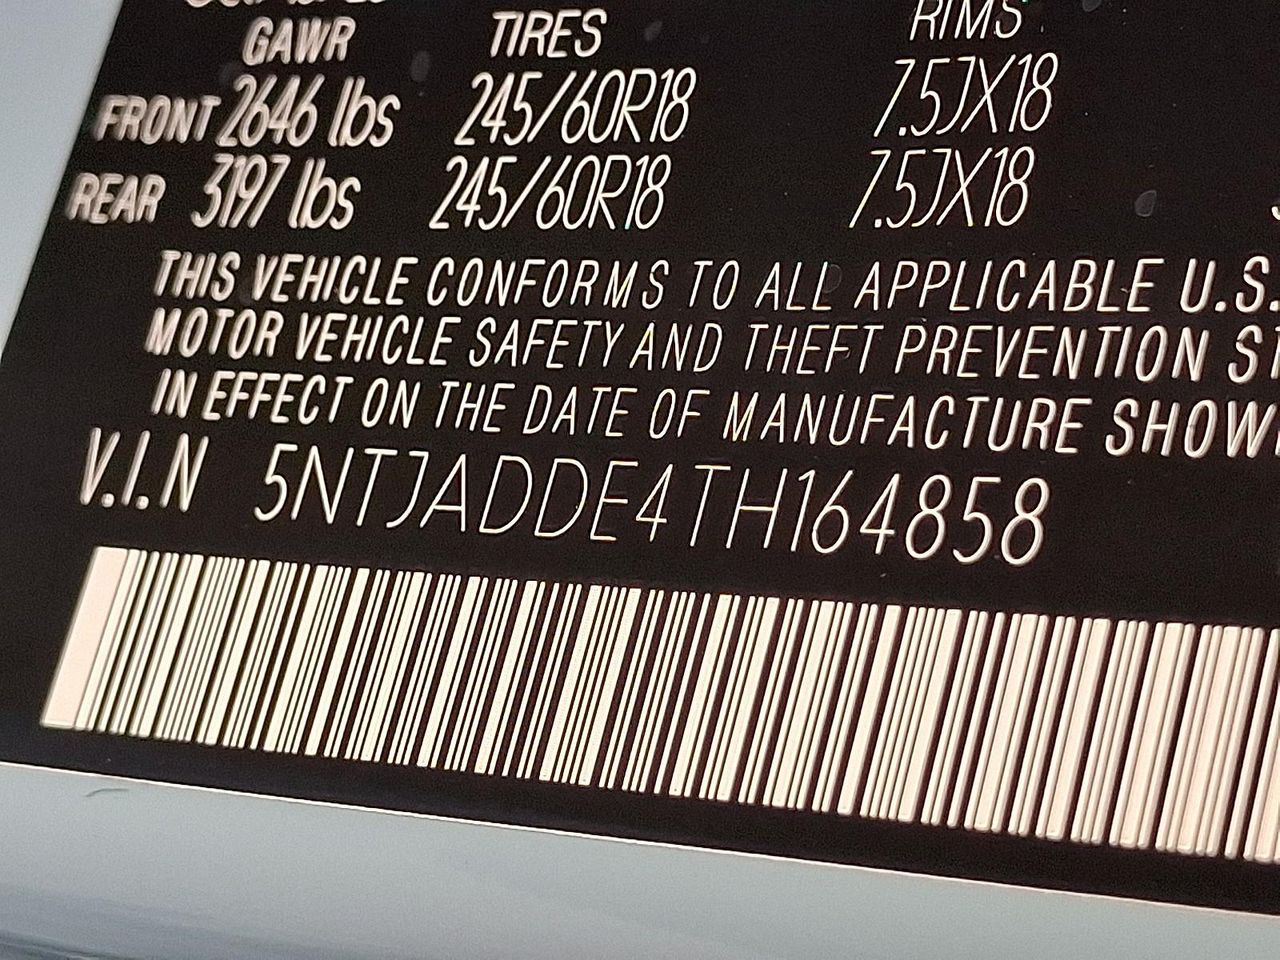 GAWR TIRES RIMS
FRONT 2646 lbs 245/60R18 7.5JX18
REAR 3197 lbs 245/60R18 7.5JX18
THIS VEHICLE CONFORMS TO ALL APPLICABLE U.S.
MOTOR VEHICLE SAFETY AND THEFT PREVENTION
IN EFFECT ON THE DATE OF MANUFACTURE SHOW
V.I.N 5NTJADDE4TH164858